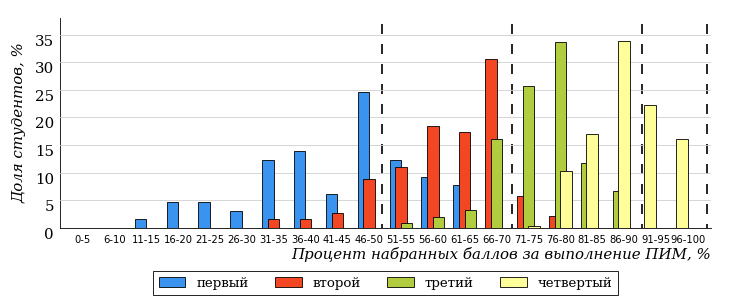 Доля студентов, %
35
30
25
20
15
10
5
0
0-5 6-10 11-15 16-20 21-25 26-30 31-35 36-40 41-45 46-50 51-55 56-60 61-65 66-70 71-75 76-80 81-85 86-90 91-95 96-100
Процент набранных баллов за выполнение ПИМ, %
первый второй третий четвертый